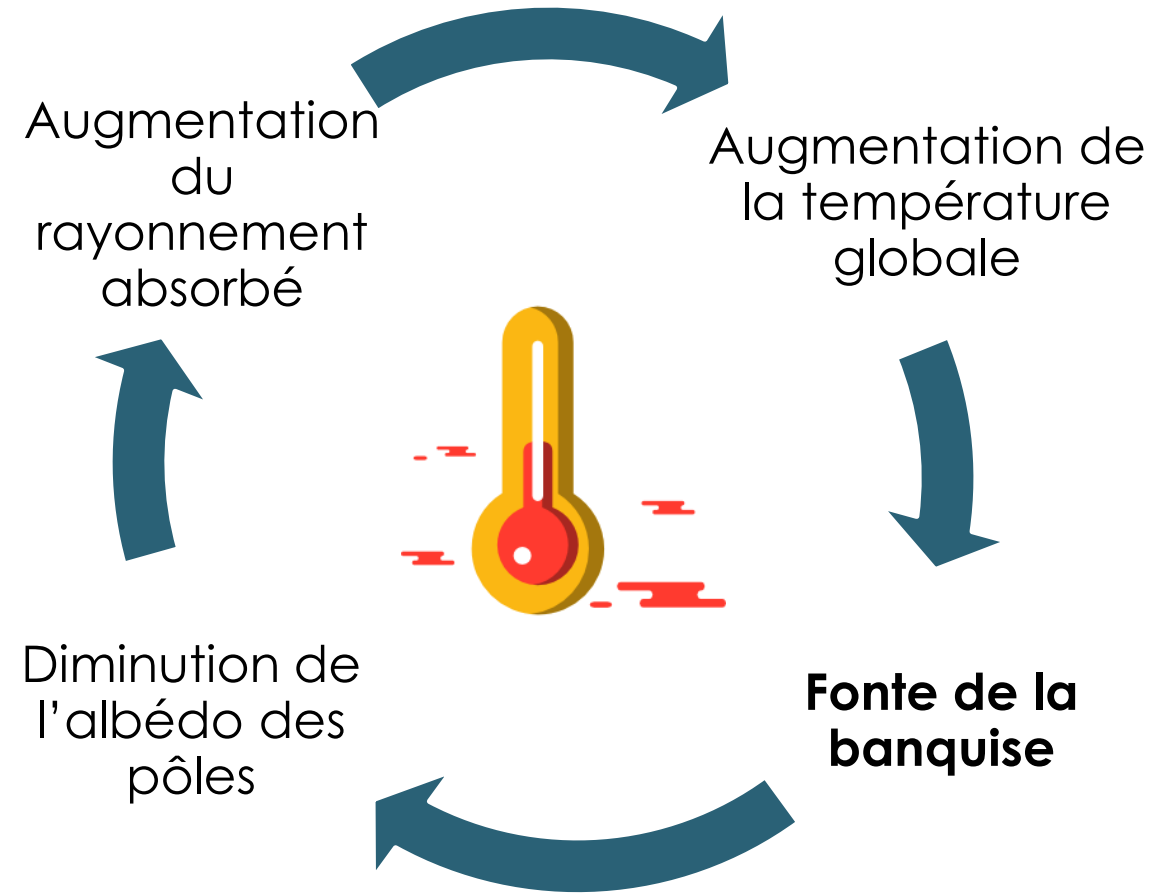 Augmentation
du
rayonnement
absorbé
Augmentation de
la température
globale
Fonte de la
banquise
Diminution de
l’albédo des
pôles